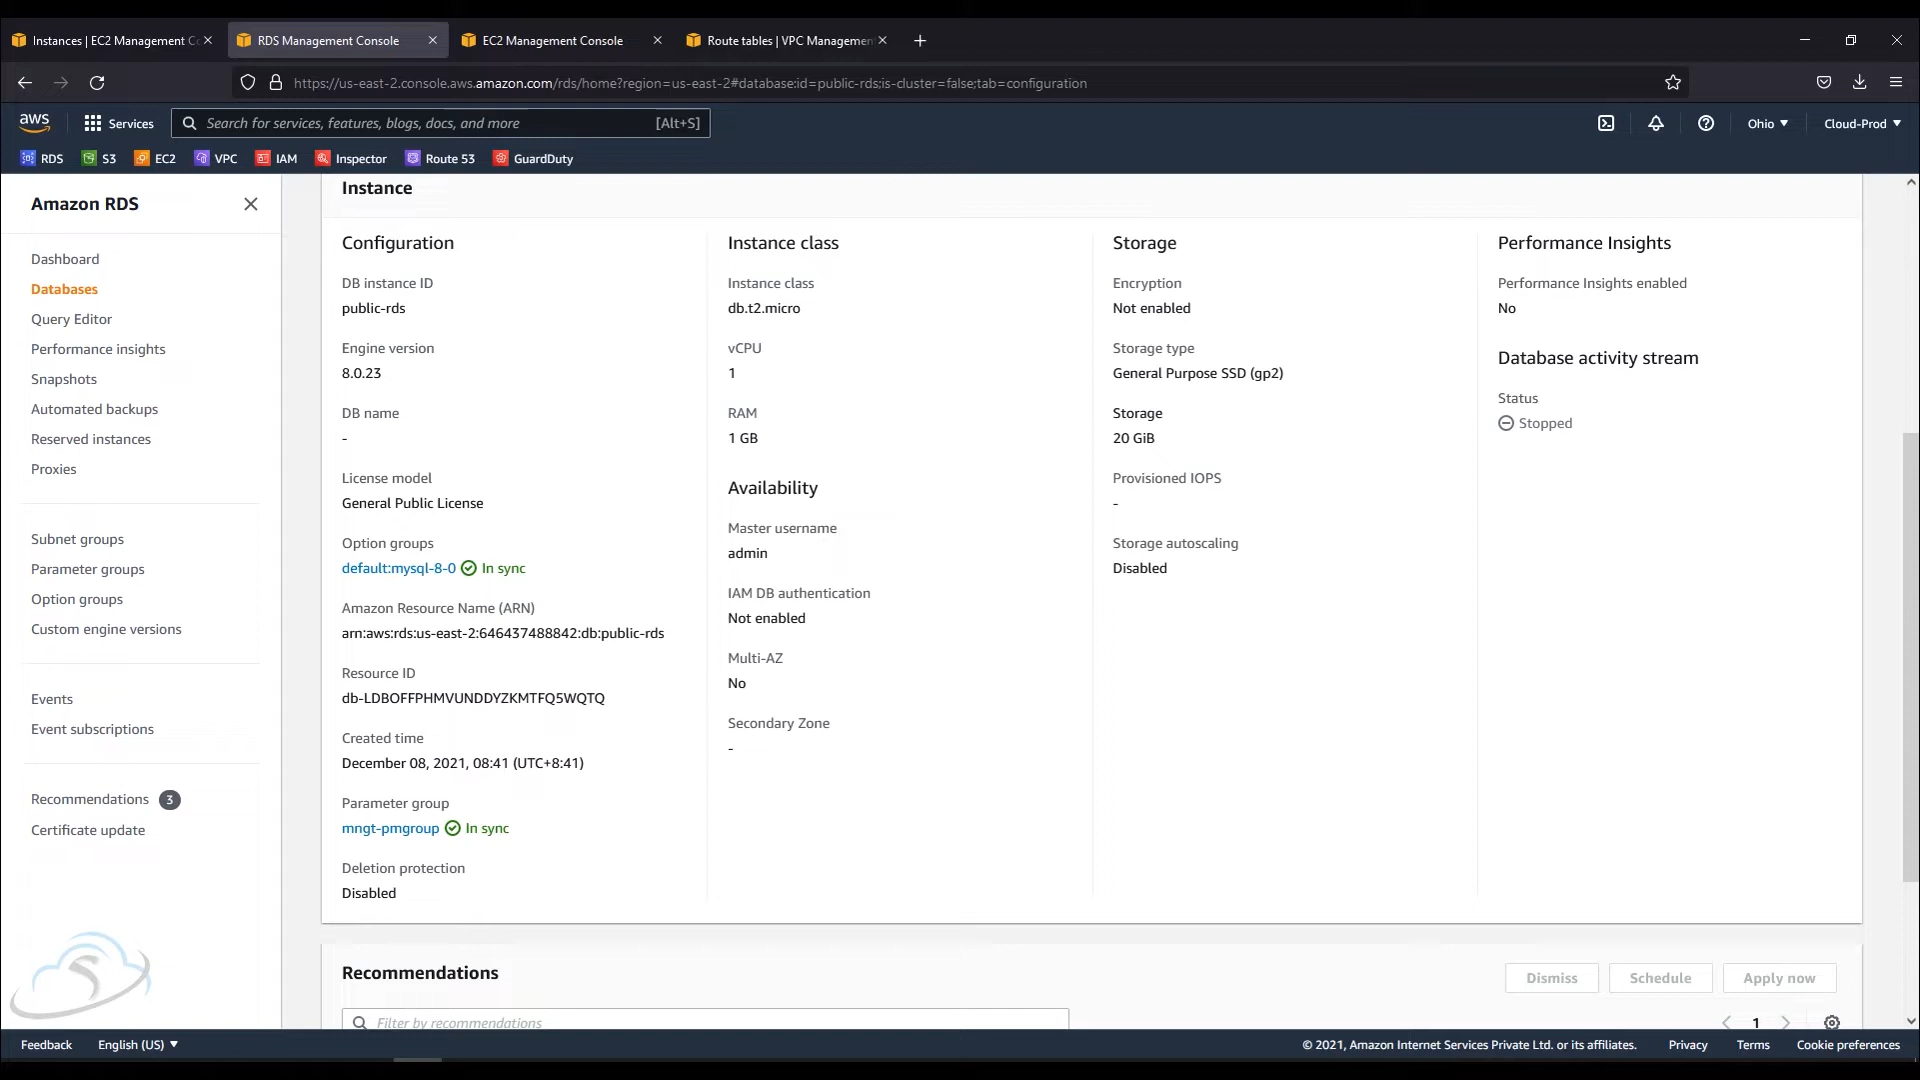 Instances | EC2 Management Co
RDS Management Console
EC2 Management Console
Route tables | VPC Managemen
https://us-east-2.console.aws.amazon.com/rds/home?region=us-east-2#database:id=public-rds;is-cluster=false;tab=configuration
aws
Services
Search for services, features, blogs, docs, and more
[Alt+S]
Ohio
Cloud-Prod
RDS
S3
EC2
VPC
IAM
Inspector
Route 53
GuardDuty
Amazon RDS
Dashboard
Databases
Query Editor
Performance insights
Snapshots
Automated backups
Reserved instances
Proxies
Subnet groups
Parameter groups
Option groups
Custom engine versions
Events
Event subscriptions
Recommendations 3
Certificate update
Instance
Configuration
DB instance ID
public-rds
Engine version
8.0.23
DB name
-
License model
General Public License
Option groups
default:mysql-8-0 In sync
Amazon Resource Name (ARN)
arn:aws:rds:us-east-2:646437488842:db:public-rds
Resource ID
db-LDBOFFPHMVUNDDYZKMTFQ5WQTQ
Created time
December 08, 2021, 08:41 (UTC+8:41)
Parameter group
mngt-pmgroup In sync
Deletion protection
Disabled
Instance class
Instance class
db.t2.micro
vCPU
1
RAM
1 GB
Availability
Master username
admin
IAM DB authentication
Not enabled
Multi-AZ
No
Secondary Zone
-
Storage
Encryption
Not enabled
Storage type
General Purpose SSD (gp2)
Storage
20 GiB
Provisioned IOPS
-
Storage autoscaling
Disabled
Performance Insights
Performance Insights enabled
No
Database activity stream
Status
Stopped
Recommendations
Dismiss
Schedule
Apply now
Filter by recommendations
1
Feedback
English (US)
© 2021, Amazon Internet Services Private Ltd. or its affiliates.
Privacy
Terms
Cookie preferences